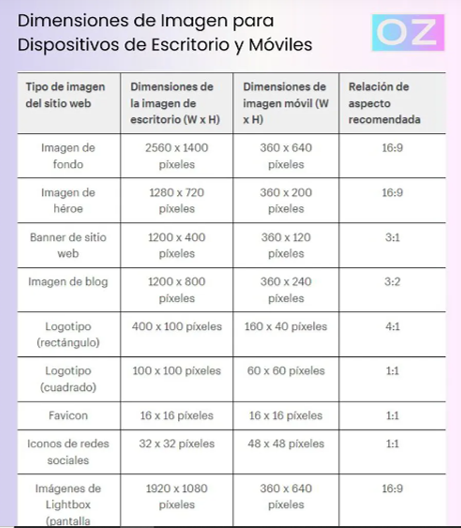 Dimensiones de Imagen para
Dispositivos de Escritorio y Móviles
OZ
Tipo de imagen del sitio web | Dimensiones de la imagen de escritorio (W x H) | Dimensiones de imagen móvil (W x H) | Relación de aspecto recomendada
Imagen de fondo | 2560 x 1400 píxeles | 360 x 640 píxeles | 16:9
Imagen de héroe | 1280 x 720 píxeles | 360 x 200 píxeles | 16:9
Banner de sitio web | 1200 x 400 píxeles | 360 x 120 píxeles | 3:1
Imagen de blog | 1200 x 800 píxeles | 360 x 240 píxeles | 3:2
Logotipo (rectángulo) | 400 x 100 píxeles | 160 x 40 píxeles | 4:1
Logotipo (cuadrado) | 100 x 100 píxeles | 60 x 60 píxeles | 1:1
Favicon | 16 x 16 píxeles | 16 x 16 píxeles | 1:1
Iconos de redes sociales | 32 x 32 píxeles | 48 x 48 píxeles | 1:1
Imágenes de Lightbox (pantalla | 1920 x 1080 píxeles | 360 x 640 píxeles | 16:9